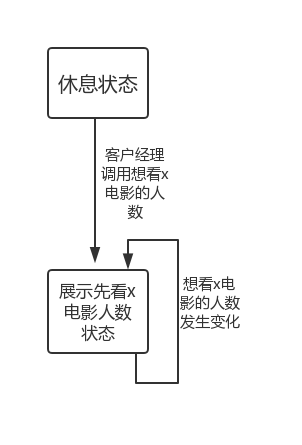 休息状态
客户经理
调用想看x
电影的人
数
展示先看x
电影人数
状态
想看x电
影的人数
发生变化